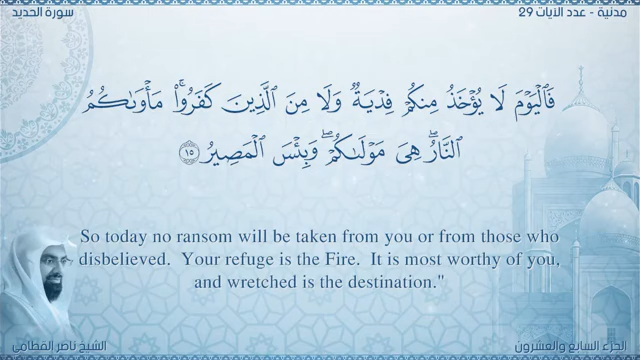 مدنية - عدد الآيات 29
سورة الحديد
فَٱلْيَوْمَ لَا يُؤْخَذُ مِنكُمْ فِدْيَةٌ وَلَا مِنَ ٱلَّذِينَ كَفَرُوا۟ ۚ مَأْوَىٰكُمُ
ٱلنَّارُ ۖ هِىَ مَوْلَىٰكُمْ ۖ وَبِئْسَ ٱلْمَصِيرُ ١٥
So today no ransom will be taken from you or from those who
disbelieved. Your refuge is the Fire. It is most worthy of you,
and wretched is the destination."
الجزء السابع والعشرون
الشيخ ناصر القطامي